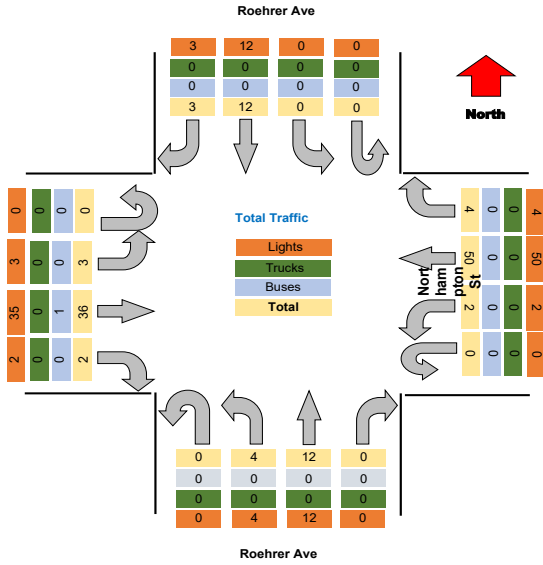 Roehrer Ave
3 12 0 0
0 0 0 0
0 0 0 0
3 12 0 0
North
0 0 0 0
3 0 0 3
35 0 1 36
2 0 0 2
Total Traffic
Lights
Trucks
Buses
Total
Nort
ham
pton
St
4 0 0 4
50 0 0 50
2 0 0 2
0 0 0 0
0 4 12 0
0 0 0 0
0 0 0 0
0 4 12 0
Roehrer Ave